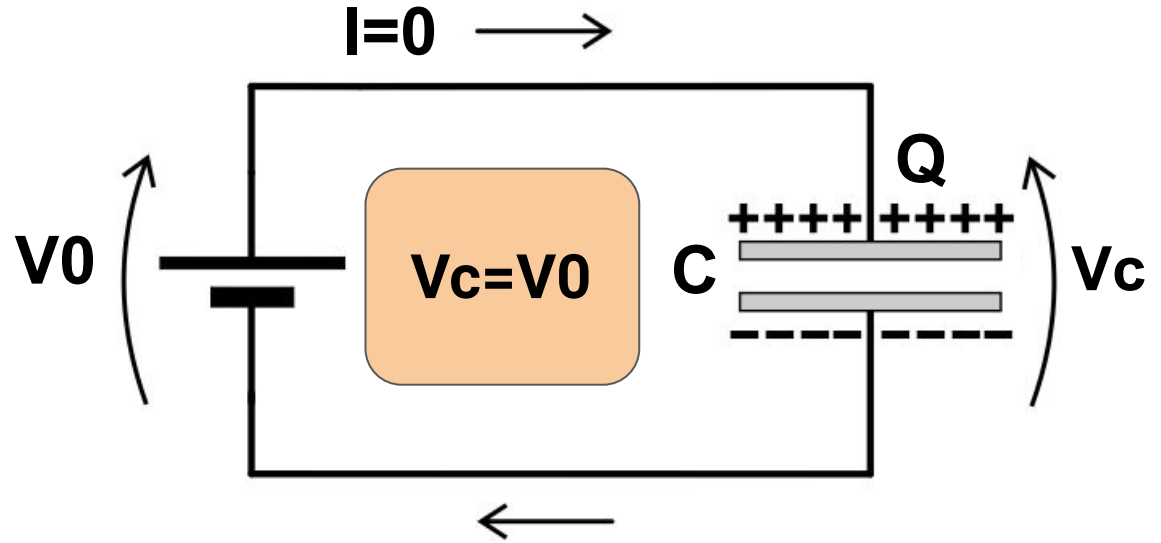 I=0
Q
++++ ++++
V0
Vc=V0
C
Vc
---- ----